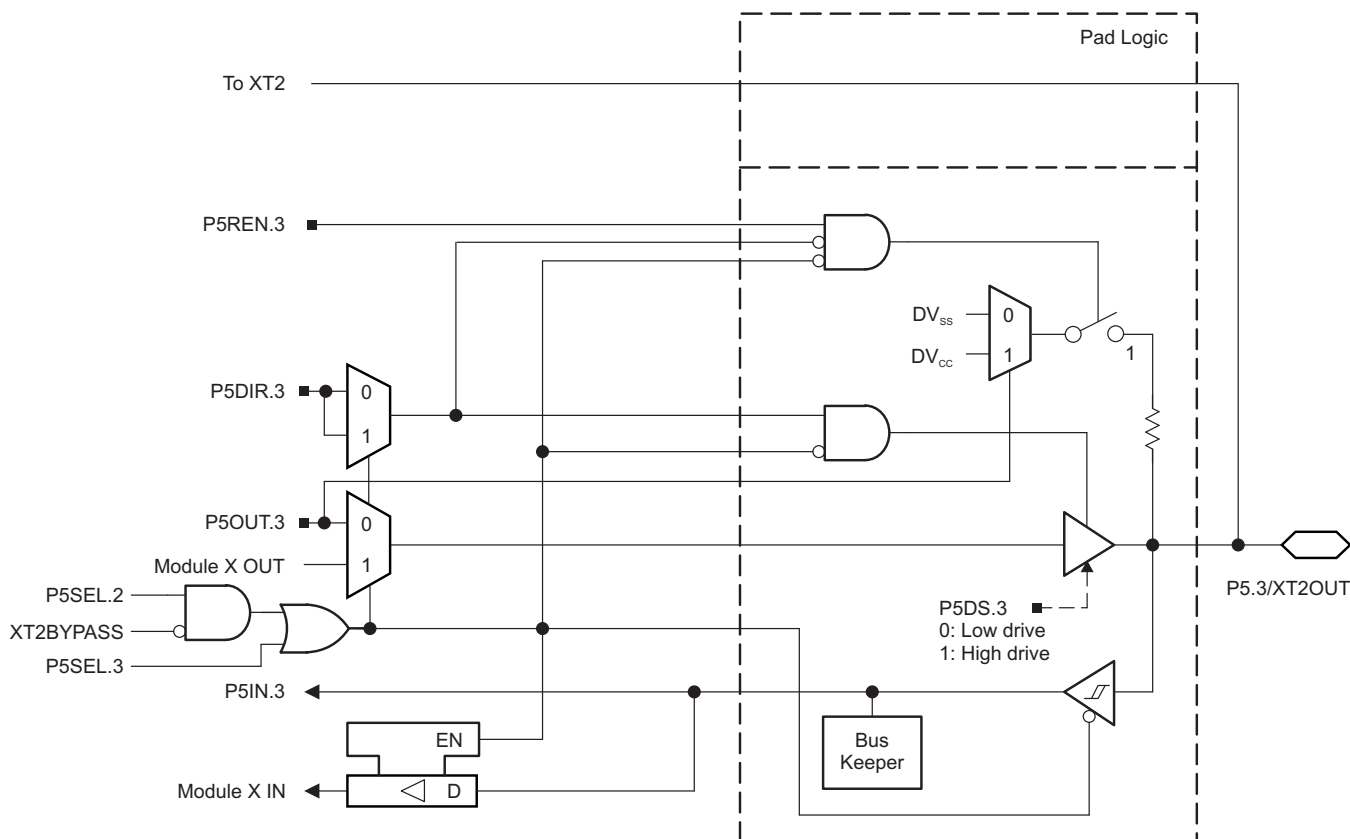 Pad Logic
To XT2
P5REN.3
DVSS
0
DVCC
1
1
P5DIR.3
0
1
P5OUT.3
0
Module X OUT
1
P5SEL.2
XT2BYPASS
P5SEL.3
P5DS.3
0: Low drive
1: High drive
P5.3/XT2OUT
P5IN.3
Bus
Keeper
EN
Module X IN
D